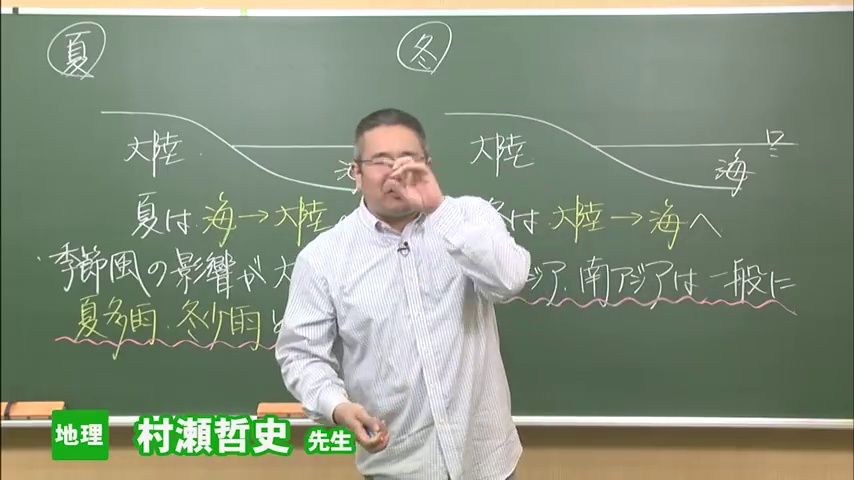 夏
冬
大陸
海
大陸
海
夏は 海→大陸
は 大陸→海へ
季節風の影響が大
ジア、南アジアは一般に
夏多雨・冬少雨と
地理 村瀬哲史 先生